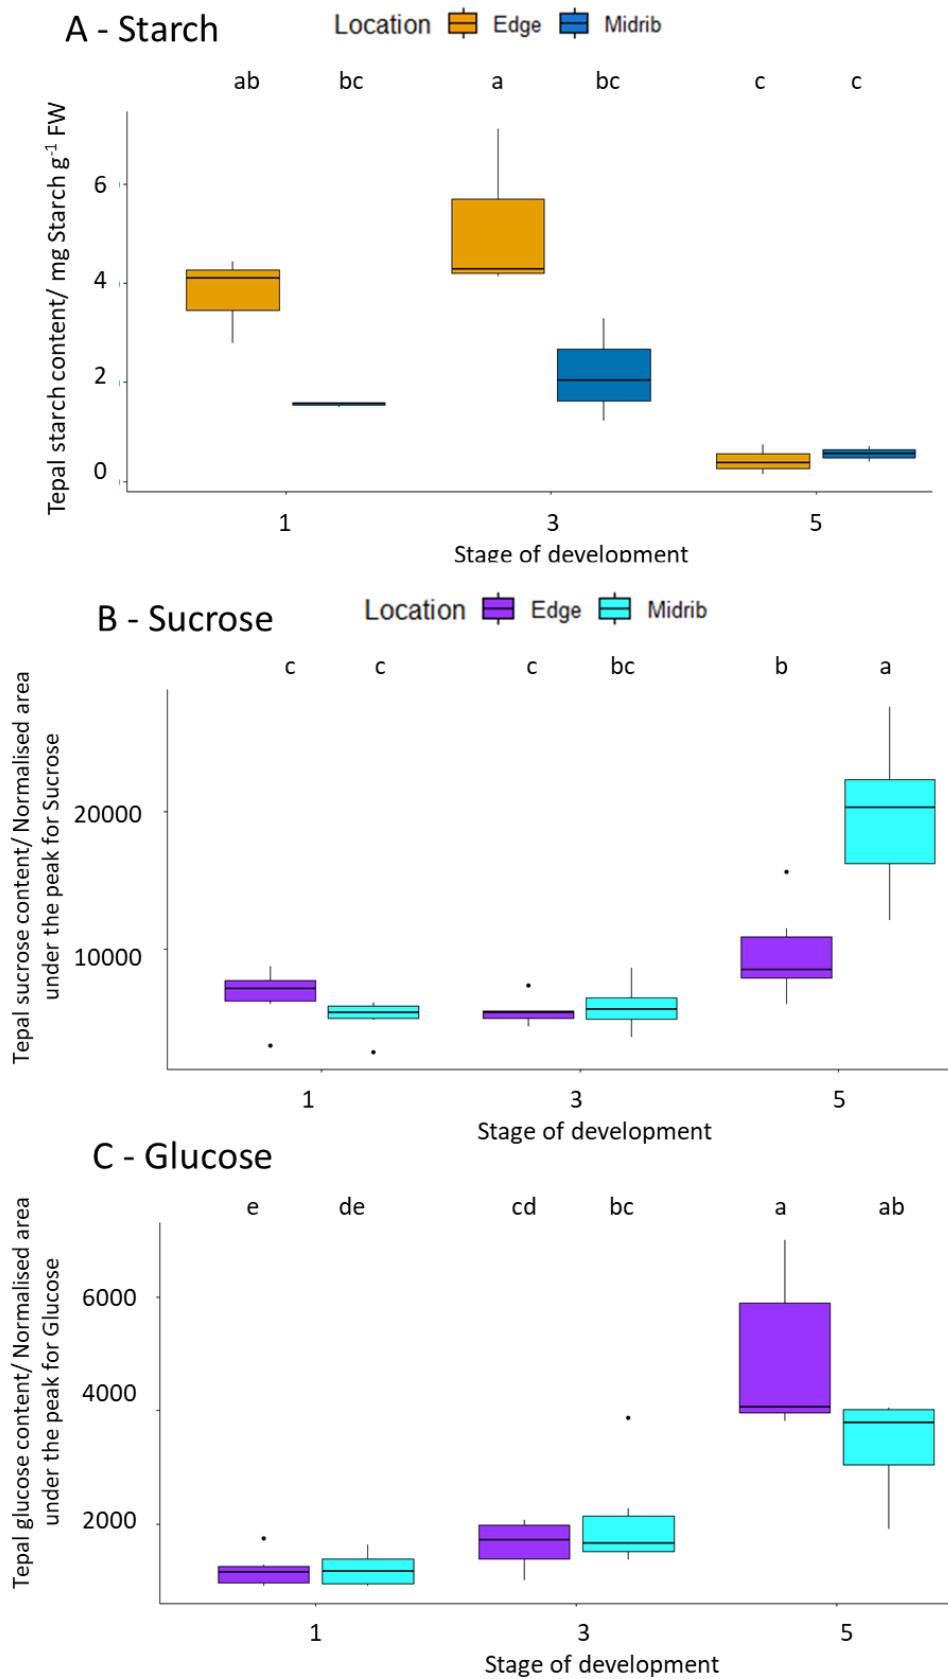 A - Starch
Location Edge Midrib
ab bc a bc c c
Tepal starch content/ mg Starch g⁻¹ FW
6
4
2
0
1 3 5
Stage of development
B - Sucrose
Location Edge Midrib
c c c bc b a
Tepal sucrose content/ Normalised area
under the peak for Sucrose
20000
10000
1 3 5
Stage of development
C - Glucose
e de cd bc a ab
Tepal glucose content/ Normalised area
under the peak for Glucose
6000
4000
2000
1 3 5
Stage of development